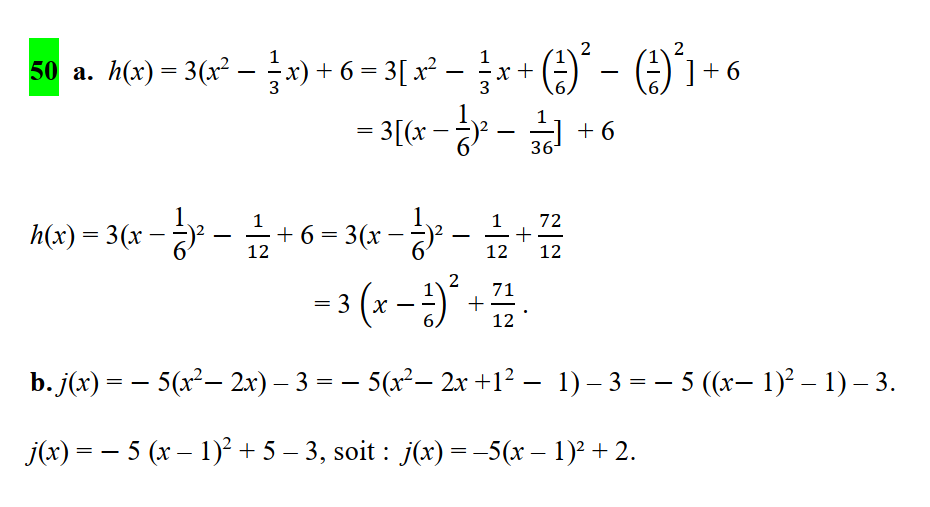 50 a. h(x) = 3(x² − 1/3 x) + 6 = 3[ x² − 1/3 x + (1/6)² − (1/6)² ] + 6
= 3[(x − 1/6)² − 1/36] + 6
h(x) = 3(x − 1/6)² − 1/12 + 6 = 3(x − 1/6)² − 1/12 + 72/12
= 3 (x − 1/6)² + 71/12 .
b. j(x) = − 5(x²− 2x) – 3 = − 5(x²− 2x +1² − 1) – 3 = − 5 ((x− 1)² – 1) – 3.
j(x) = − 5 (x – 1)² + 5 – 3, soit : j(x) = –5(x – 1)² + 2.